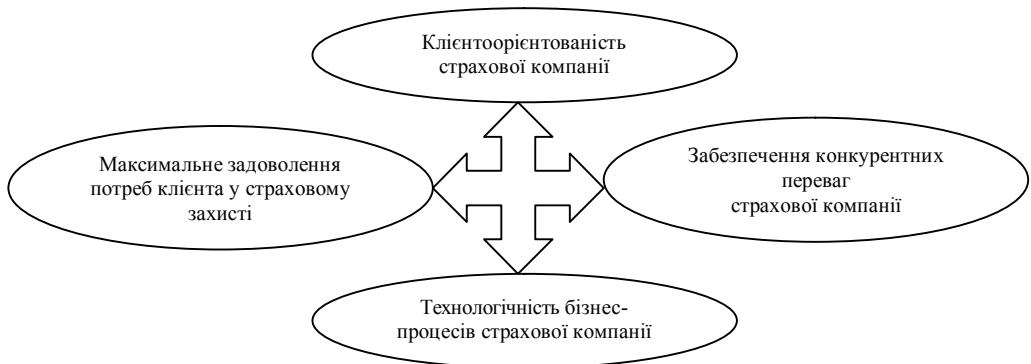 Клієнтоорієнтованість
страхової компанії
Максимальне задоволення
потреб клієнта у страховому
захисті
Забезпечення конкурентних
переваг
страхової компанії
Технологічність бізнес-
процесів страхової компанії